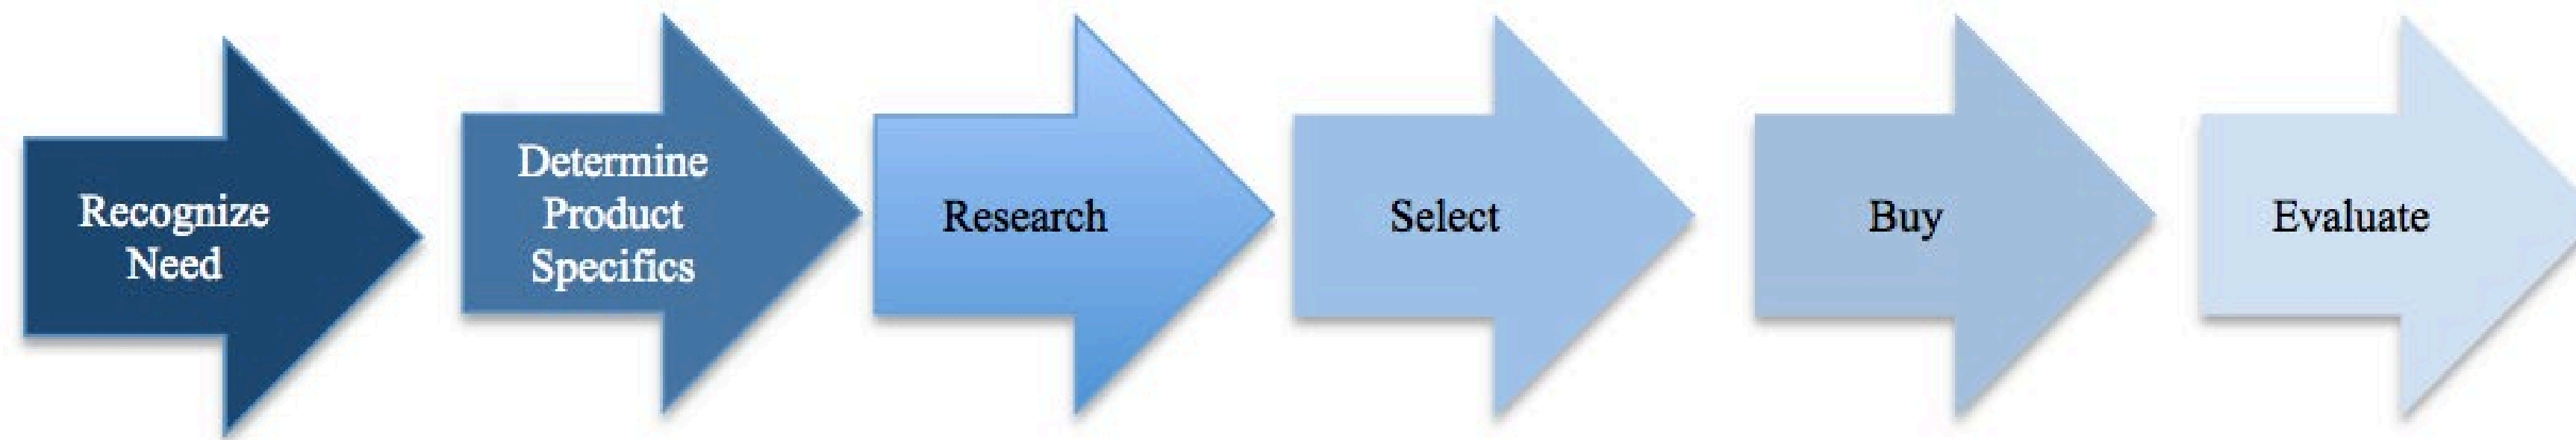 Recognize
Need
Determine
Product
Specifics
Research
Select
Buy
Evaluate